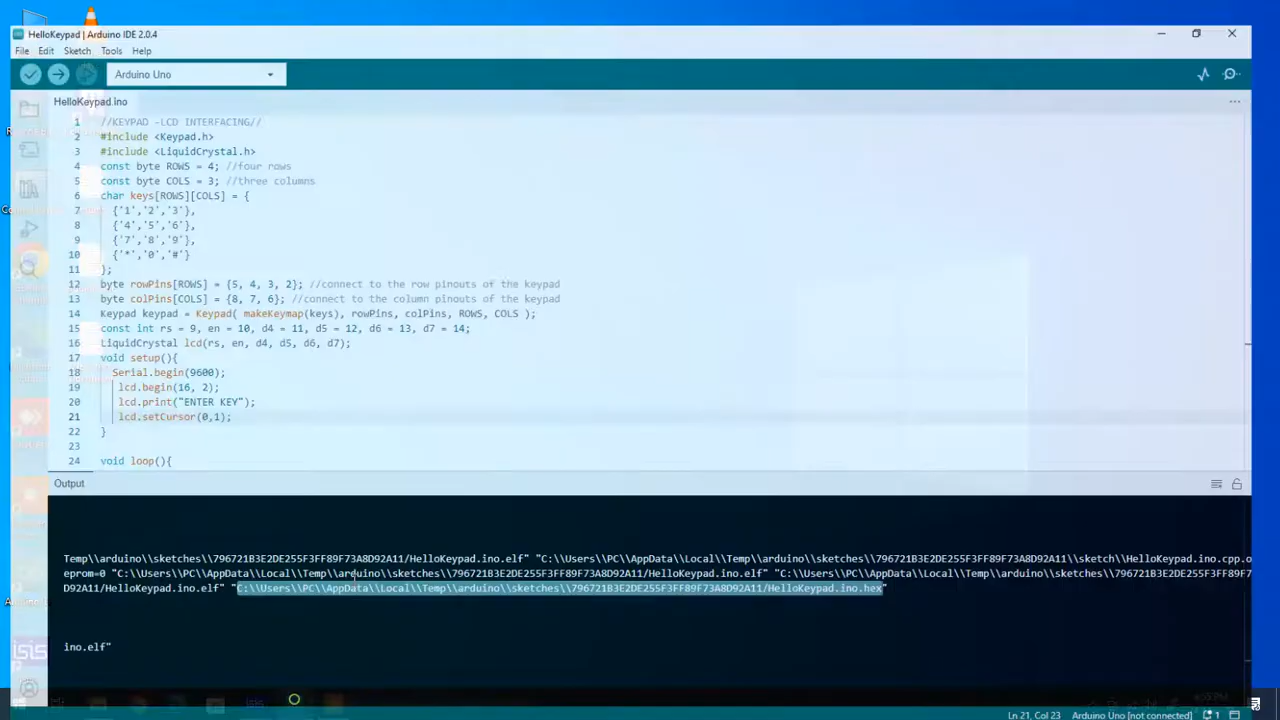 HelloKeypad | Arduino IDE 2.0.4
File Edit Sketch Tools Help
Arduino Uno
HelloKeypad.ino
1 //KEYPAD -LCD INTERFACING//
2 #include <Keypad.h>
3 #include <LiquidCrystal.h>
4 const byte ROWS = 4; //four rows
5 const byte COLS = 3; //three columns
6 char keys[ROWS][COLS] = {
7 {'1','2','3'},
8 {'4','5','6'},
9 {'7','8','9'},
10 {'*','0','#'}
11 };
12 byte rowPins[ROWS] = {5, 4, 3, 2}; //connect to the row pinouts of the keypad
13 byte colPins[COLS] = {8, 7, 6}; //connect to the column pinouts of the keypad
14 Keypad keypad = Keypad( makeKeymap(keys), rowPins, colPins, ROWS, COLS );
15 const int rs = 9, en = 10, d4 = 11, d5 = 12, d6 = 13, d7 = 14;
16 LiquidCrystal lcd(rs, en, d4, d5, d6, d7);
17 void setup(){
18 Serial.begin(9600);
19 lcd.begin(16, 2);
20 lcd.print("ENTER KEY");
21 lcd.setCursor(0,1);
22 }
23
24 void loop(){
Output
Temp\\arduino\\sketches\\796721B3E2DE255F3FF89F73A8D92A11/HelloKeypad.ino.elf" "C:\\Users\\PC\\AppData\\Local\\Temp\\arduino\\sketches\\796721B3E2DE255F3FF89F73A8D92A11\\sketch\\HelloKeypad.ino.cpp.o
eprom=0 "C:\\Users\\PC\\AppData\\Local\\Temp\\arduino\\sketches\\796721B3E2DE255F3FF89F73A8D92A11/HelloKeypad.ino.elf" "C:\\Users\\PC\\AppData\\Local\\Temp\\arduino\\sketches\\796721B3E2DE255F3FF89F73A8D92A11/HelloKeypad.ino.e
D92A11/HelloKeypad.ino.elf" "C:\\Users\\PC\\AppData\\Local\\Temp\\arduino\\sketches\\796721B3E2DE255F3FF89F73A8D92A11/HelloKeypad.ino.hex"
ino.elf"
isis
Ln 21, Col 23 Arduino Uno [not connected] 1